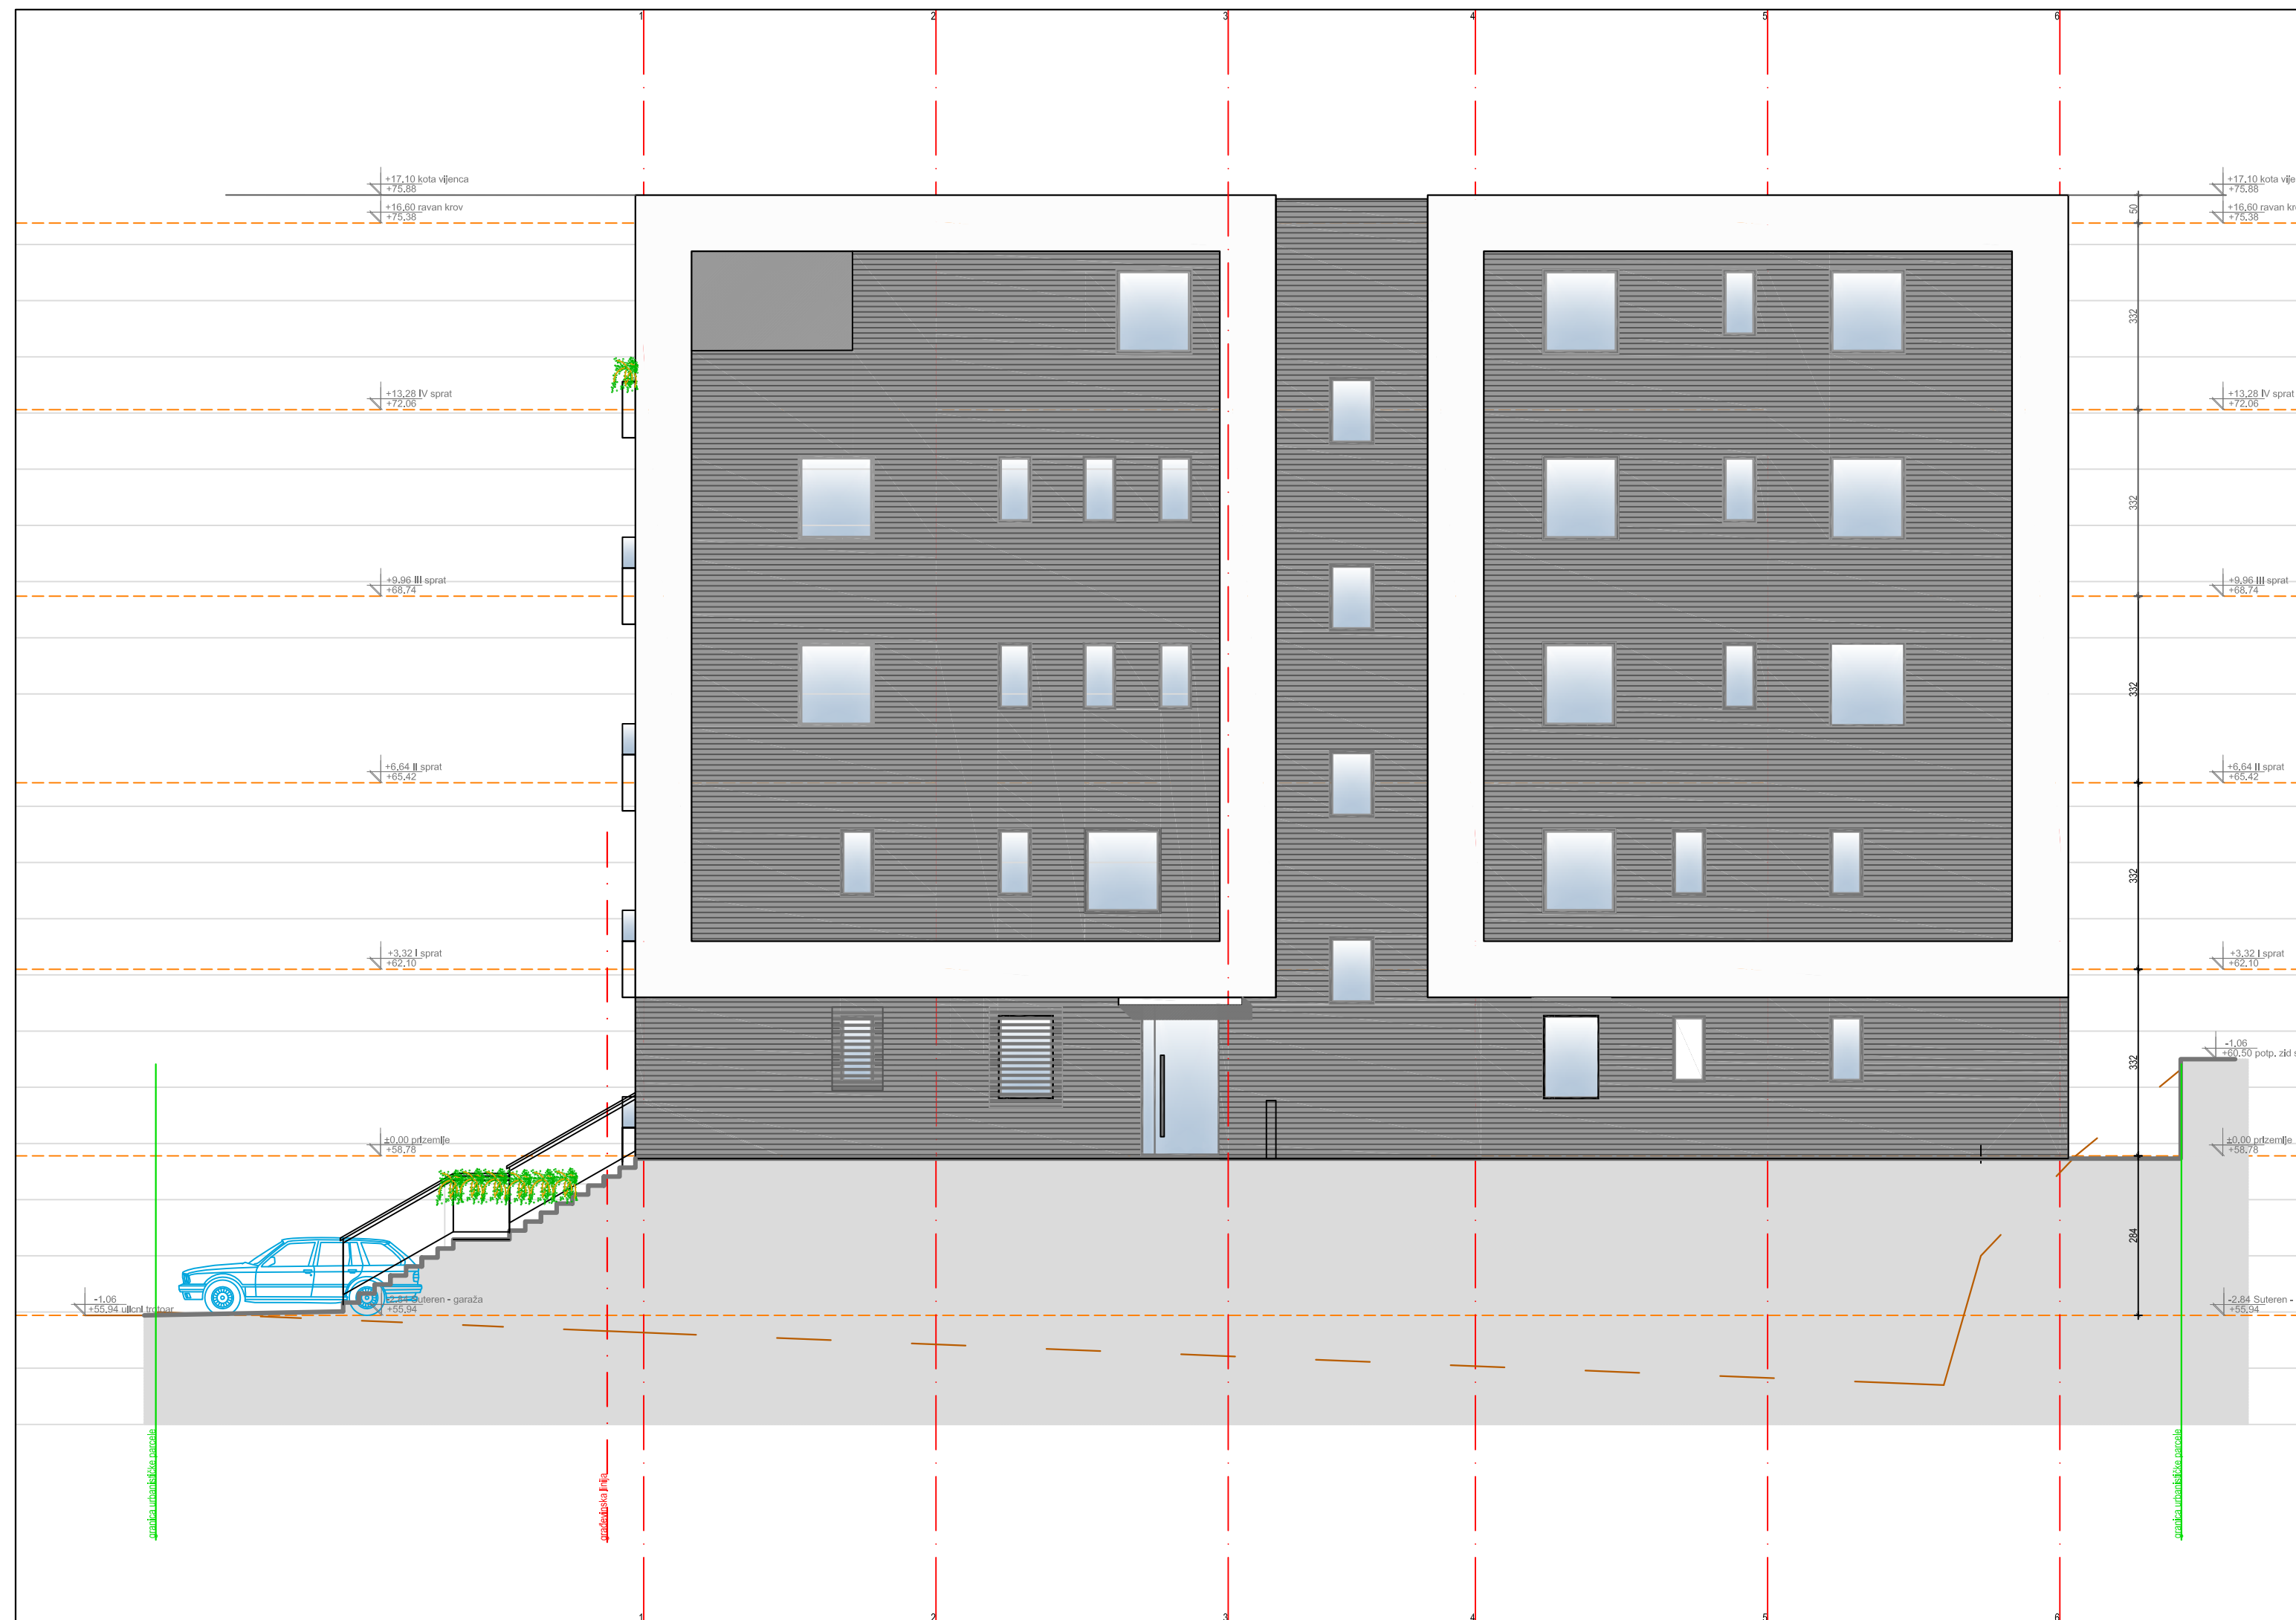 1 2 3 4 5 6
+17,10 kota vijenca
+75.88
+16,60 ravan krov
+75.38
+13,28 IV sprat
+72.06
+9,96 III sprat
+68.74
+6,64 II sprat
+65.42
+3,32 I sprat
+62.10
±0,00 prizemlje
+58.78
-1.06
+55.94 ulicni trotoar
-2.84 Suteren - garaža
+55.94
granica urbanističke parcele
građevinska linija
50
332
332
332
332
332
284
+17,10 kota vije
+75.88
+16,60 ravan kr
+75.38
+13,28 IV sprat
+72.06
+9,96 III sprat
+68.74
+6,64 II sprat
+65.42
+3,32 I sprat
+62.10
-1.06
+60.50 potp. zid s
±0,00 prizemlje
+58.78
-2.84 Suteren -
+55.94
granica urbanističke parcele
1 2 3 4 5 6